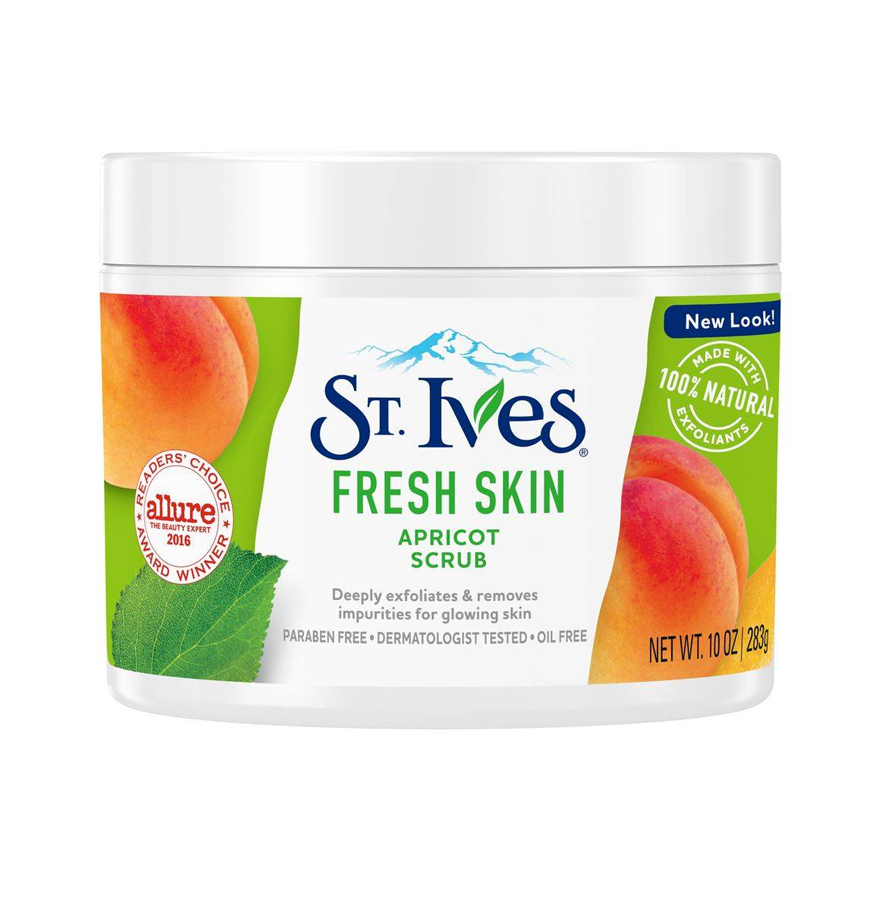 New Look!
MADE WITH
100% NATURAL
EXFOLIANTS
ST. IVES®
FRESH SKIN
APRICOT
SCRUB
READERS' CHOICE
allure
THE BEAUTY EXPERT
2016
AWARD WINNER
Deeply exfoliates & removes
impurities for glowing skin
PARABEN FREE • DERMATOLOGIST TESTED • OIL FREE
NET WT. 10 OZ | 283g